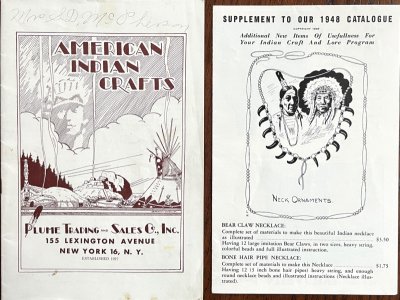 AMERICAN
INDIAN
CRAFTS
PLUME TRADING AND SALES CO., INC.
155 LEXINGTON AVENUE
NEW YORK 16, N. Y.
ESTABLISHED 1927
SUPPLEMENT TO OUR 1948 CATALOGUE
COPYRIGHT 1948
Additional New Items Of Usefullness For
Your Indian Craft And Lore Program
NECK ORNAMENTS
BEAR CLAW NECKLACE:
Complete set of materials to make this beautiful Indian necklace
as illustrated $3.50
Having 12 large imitation Bear Claws, in two sizes, heavy string,
colorful beads and full illustrated instruction.
BONE HAIR PIPE NECKLACE:
Complete set of materials to make this Necklace $1.75
Having 12 1½ inch bone hair pipes! heavy string, and enough
round necklace beads and illustrated instructions (Necklace illus-
trated).